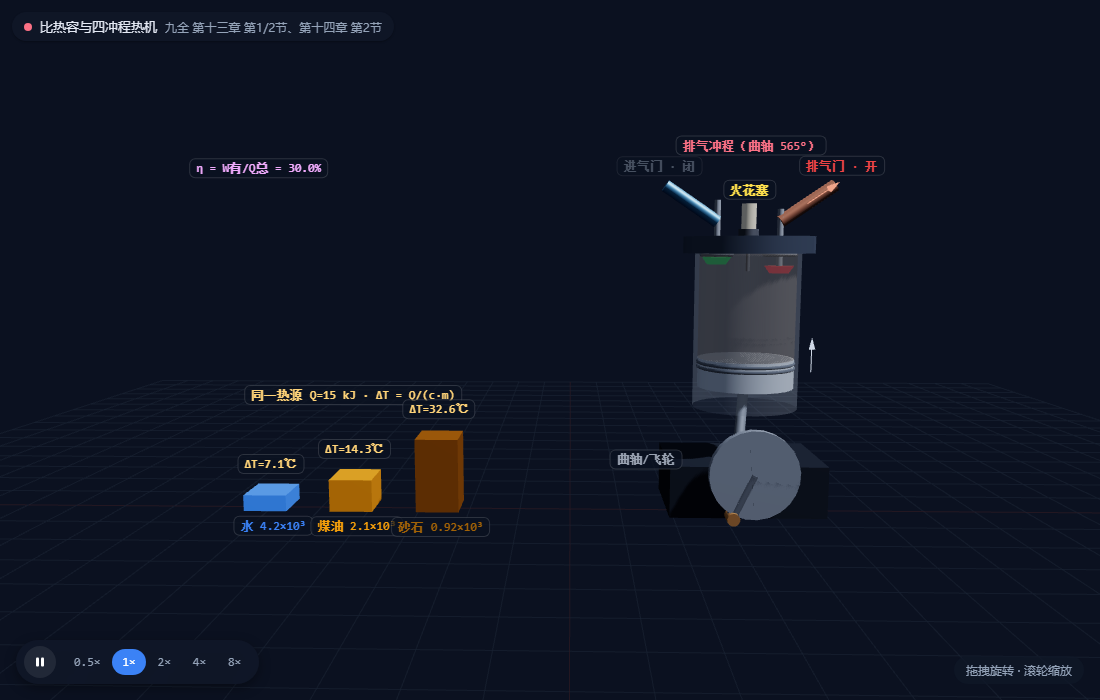 比热容与四冲程热机 九全 第十三章 第1/2节、第十四章 第2节
排气冲程 (曲轴 565°)
进气门 · 闭
排气门 · 开
η = W有/Q总 = 30.0%
火花塞
同一热源 Q=15 kJ · ΔT = Q/(c·m)
ΔT=32.6℃
ΔT=14.3℃
ΔT=7.1℃
曲轴/飞轮
水 4.2×10³
煤油 2.1×10
砂石 0.92×10³
0.5×
1×
2×
4×
8×
拖拽旋转 · 滚轮缩放